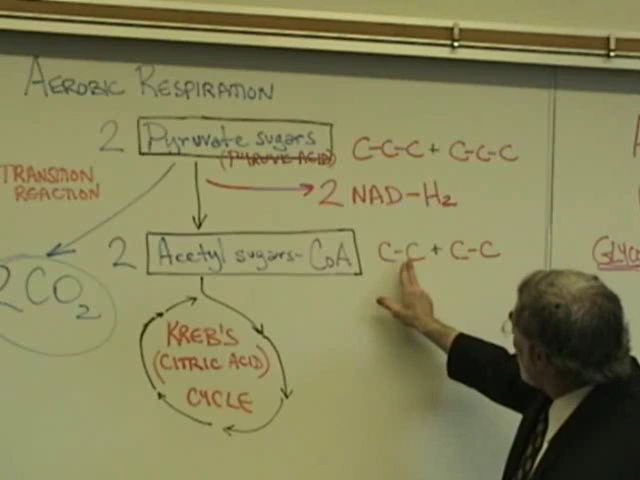 AEROBIC RESPIRATION
2 Pyruvate sugars C-C-C + C-C-C
(PYRUVIC ACID)
TRANSITION
REACTION
2 NAD-H2
2 Acetyl sugars-CoA C-C + C-C
2CO2
KREB'S
(CITRIC ACID)
CYCLE